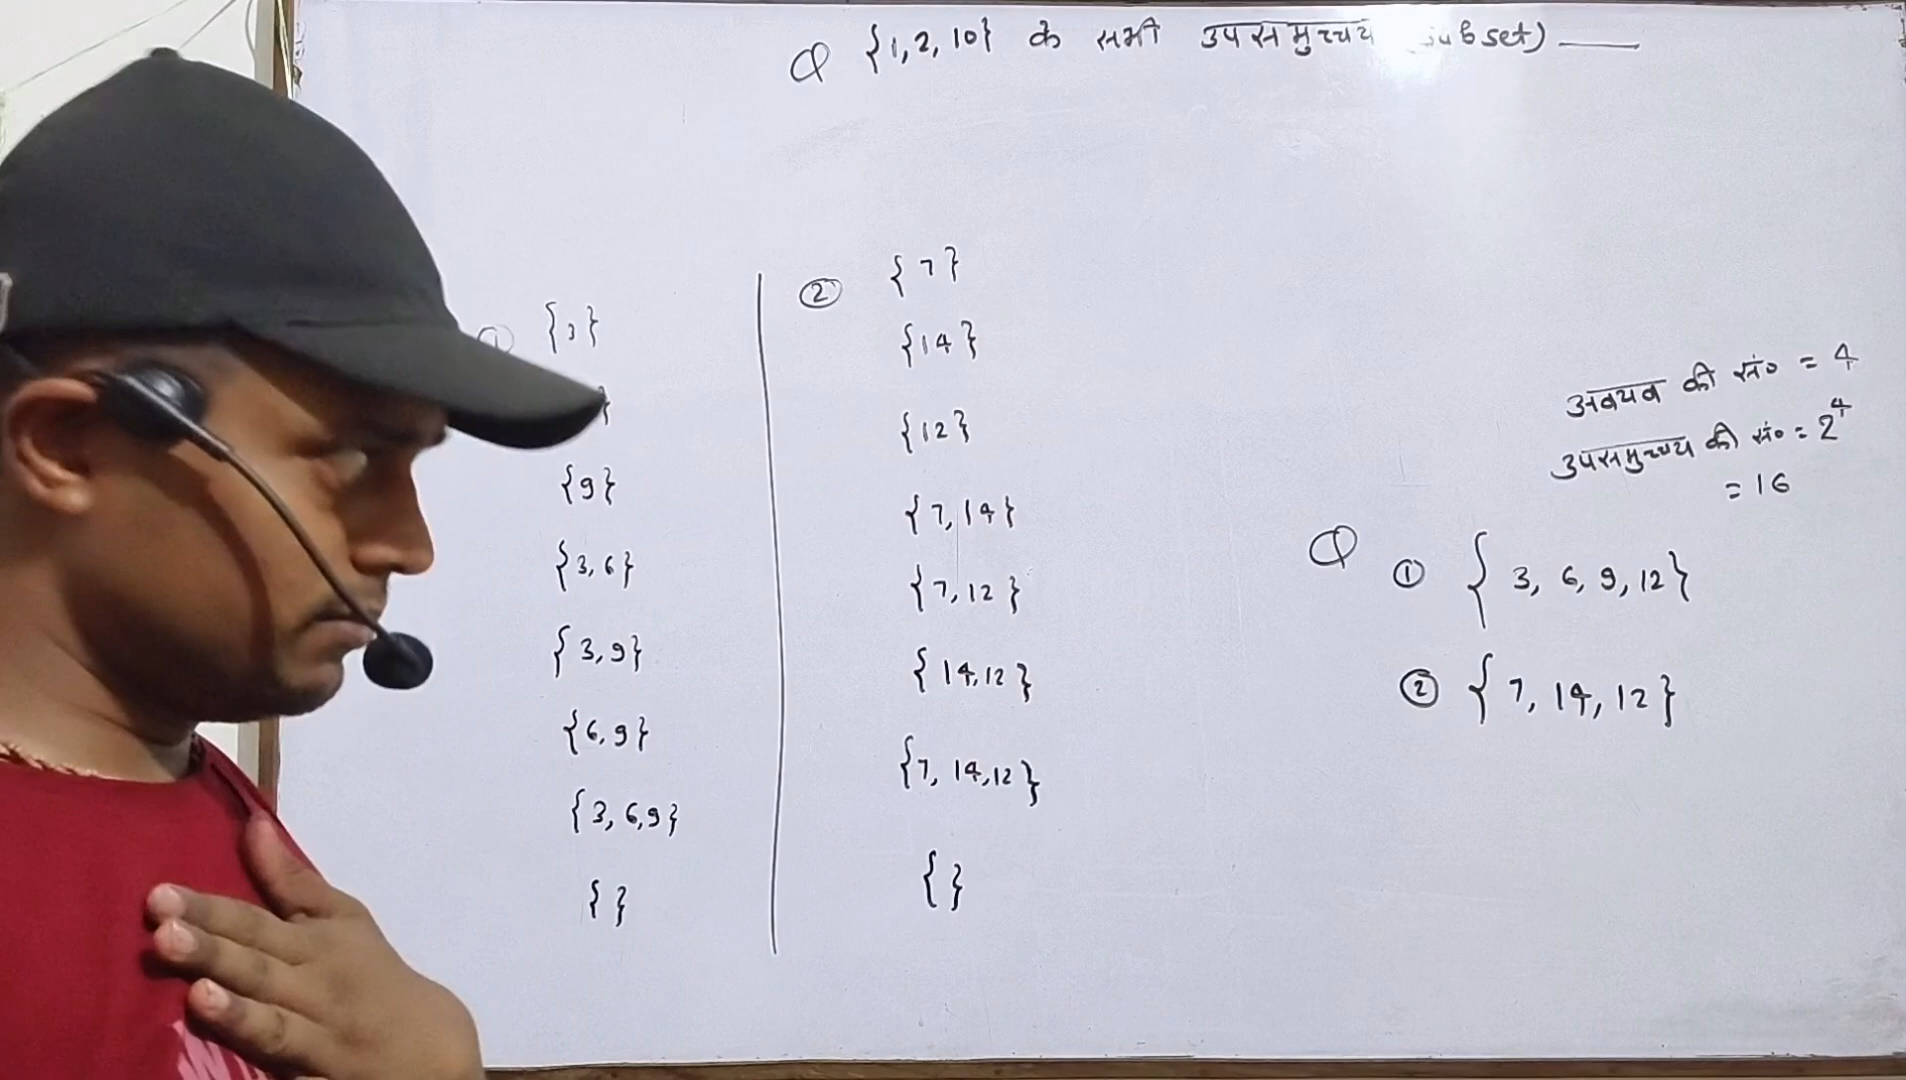 Q {1, 2, 10} के सभी उपसमुच्चय subset) ___
① {3}
{9}
{3, 6}
{3, 9}
{6, 9}
{3, 6, 9}
{ }
② {7}
{14}
{12}
{7, 14}
{7, 12}
{14, 12}
{7, 14, 12}
{ }
अवयव की सं० = 4
उपसमुच्चय की सं० = 2⁴
= 16
Q ① {3, 6, 9, 12}
② {7, 14, 12}